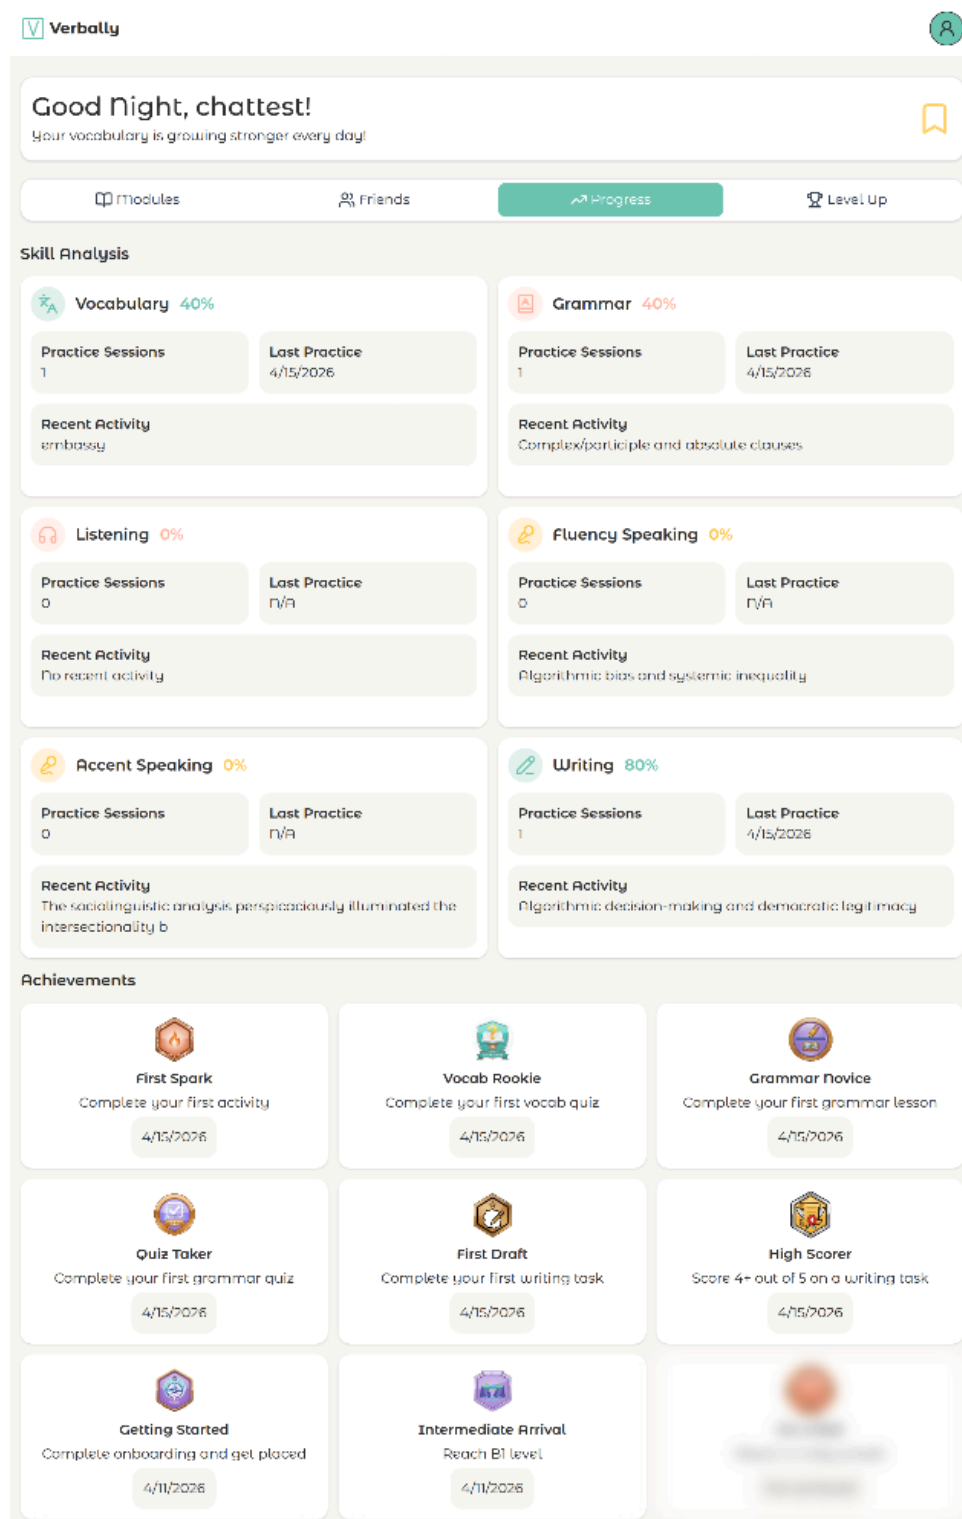 Verbally
Good Night, chattest!
Your vocabulary is growing stronger every day!
Modules
Friends
Progress
Level Up
Skill Analysis
Vocabulary 40%
Practice Sessions
1
Last Practice
4/15/2026
Recent Activity
embassy
Grammar 40%
Practice Sessions
1
Last Practice
4/15/2026
Recent Activity
Complex/participle and absolute clauses
Listening 0%
Practice Sessions
0
Last Practice
N/A
Recent Activity
No recent activity
Fluency Speaking 0%
Practice Sessions
0
Last Practice
N/A
Recent Activity
Algorithmic bias and systemic inequality
Accent Speaking 0%
Practice Sessions
0
Last Practice
N/A
Recent Activity
The sociolinguistic analysis perspicaciously illuminated the
intersectionality b
Writing 80%
Practice Sessions
1
Last Practice
4/15/2026
Recent Activity
Algorithmic decision-making and democratic legitimacy
Achievements
First Spark
Complete your first activity
4/15/2026
Vocab Rookie
Complete your first vocab quiz
4/15/2026
Grammar Novice
Complete your first grammar lesson
4/15/2026
Quiz Taker
Complete your first grammar quiz
4/15/2026
First Draft
Complete your first writing task
4/15/2026
High Scorer
Score 4+ out of 5 on a writing task
4/15/2026
Getting Started
Complete onboarding and get placed
4/11/2026
Intermediate Arrival
Reach B1 level
4/11/2026